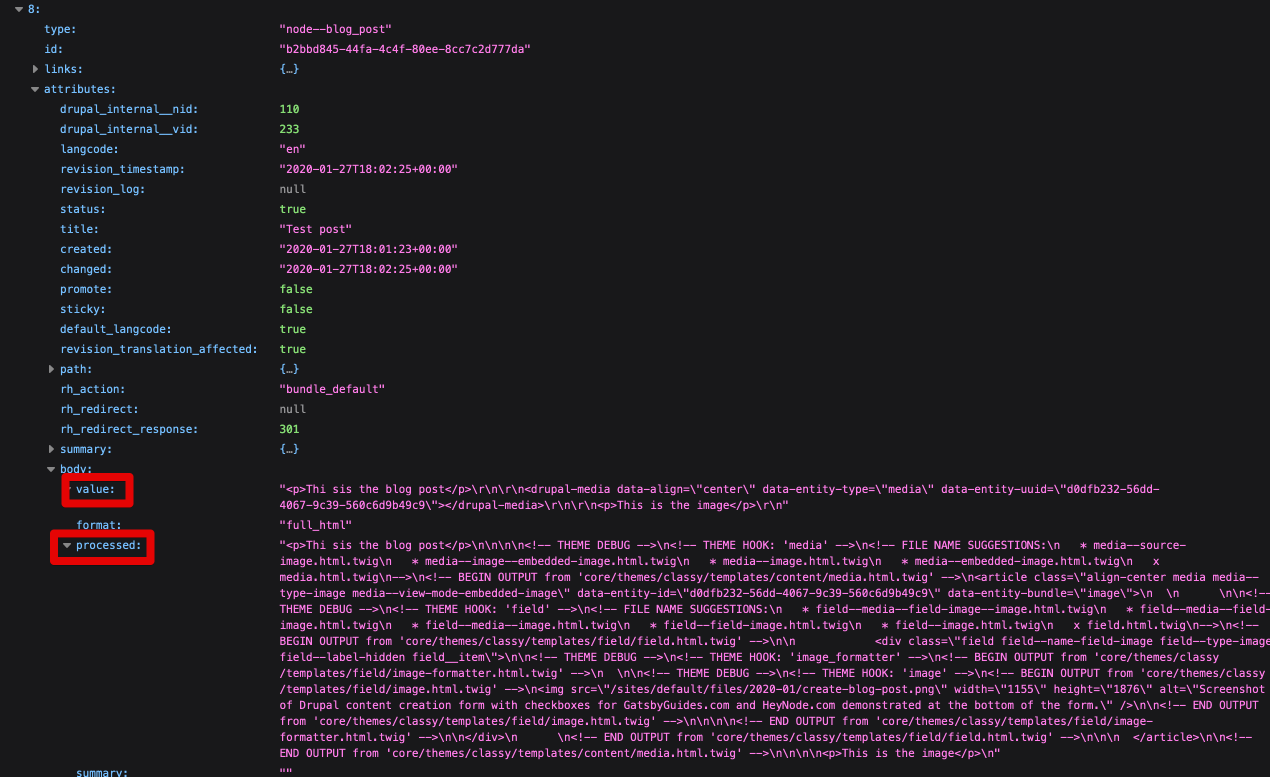 8:
type: "node--blog_post"
id: "b2bbd845-44fa-4c4f-80ee-8cc7c2d777da"
links: {…}
attributes:
drupal_internal__nid: 110
drupal_internal__vid: 233
langcode: "en"
revision_timestamp: "2020-01-27T18:02:25+00:00"
revision_log: null
status: true
title: "Test post"
created: "2020-01-27T18:01:23+00:00"
changed: "2020-01-27T18:02:25+00:00"
promote: false
sticky: false
default_langcode: true
revision_translation_affected: true
path: {…}
rh_action: "bundle_default"
rh_redirect: null
rh_redirect_response: 301
summary: {…}
body:
value: "<p>Thi sis the blog post</p>\r\n\r\n<drupal-media data-align=\"center\" data-entity-type=\"media\" data-entity-uuid=\"d0dfb232-56dd-
4067-9c39-560c6d9b49c9\"></drupal-media>\r\n\r\n<p>This is the image</p>\r\n"
format: "full_html"
processed: "<p>Thi sis the blog post</p>\n\n\n\n<!-- THEME DEBUG -->\n<!-- THEME HOOK: 'media' -->\n<!-- FILE NAME SUGGESTIONS:\n   * media--source-
image.html.twig\n   * media--image--embedded-image.html.twig\n   * media--image.html.twig\n   * media--embedded-image.html.twig\n   x
media.html.twig\n-->\n<!-- BEGIN OUTPUT from 'core/themes/classy/templates/content/media.html.twig' -->\n<article class=\"align-center media media--
type-image media--view-mode-embedded-image\" data-entity-id=\"d0dfb232-56dd-4067-9c39-560c6d9b49c9\" data-entity-bundle=\"image\">\n  \n      \n\n<!--
THEME DEBUG -->\n<!-- THEME HOOK: 'field' -->\n<!-- FILE NAME SUGGESTIONS:\n   * field--media--field-image--image.html.twig\n   * field--media--field-
image.html.twig\n   * field--media--image.html.twig\n   * field--field-image.html.twig\n   * field--image.html.twig\n   x field.html.twig\n-->\n<!--
BEGIN OUTPUT from 'core/themes/classy/templates/field/field.html.twig' -->\n\n            <div class=\"field field--name-field-image field--type-image
field--label-hidden field__item\">\n\n<!-- THEME DEBUG -->\n<!-- THEME HOOK: 'image_formatter' -->\n<!-- BEGIN OUTPUT from 'core/themes/classy
/templates/field/image-formatter.html.twig' -->\n  \n\n<!-- THEME DEBUG -->\n<!-- THEME HOOK: 'image' -->\n<!-- BEGIN OUTPUT from 'core/themes/classy
/templates/field/image.html.twig' -->\n<img src=\"/sites/default/files/2020-01/create-blog-post.png\" width=\"1155\" height=\"1876\" alt=\"Screenshot
of Drupal content creation form with checkboxes for GatsbyGuides.com and HeyNode.com demonstrated at the bottom of the form.\" />\n\n<!-- END OUTPUT
from 'core/themes/classy/templates/field/image.html.twig' -->\n\n\n\n<!-- END OUTPUT from 'core/themes/classy/templates/field/image-
formatter.html.twig' -->\n\n</div>\n      \n<!-- END OUTPUT from 'core/themes/classy/templates/field/field.html.twig' -->\n\n\n  </article>\n\n<!--
END OUTPUT from 'core/themes/classy/templates/content/media.html.twig' -->\n\n\n\n<p>This is the image</p>\n"
summary: ""